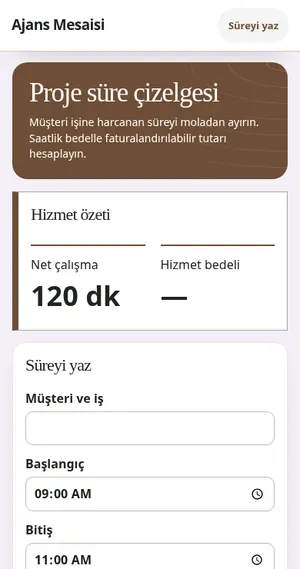 Ajans Mesaisi
Süreyi yaz
Proje süre çizelgesi
Müşteri işine harcanan süreyi moladan ayırın.
Saatlik bedelle faturalandırılabilir tutarı
hesaplayın.
Hizmet özeti
Net çalışma
Hizmet bedeli
120 dk
—
Süreyi yaz
Müşteri ve iş
Başlangıç
09:00 AM
Bitiş
11:00 AM